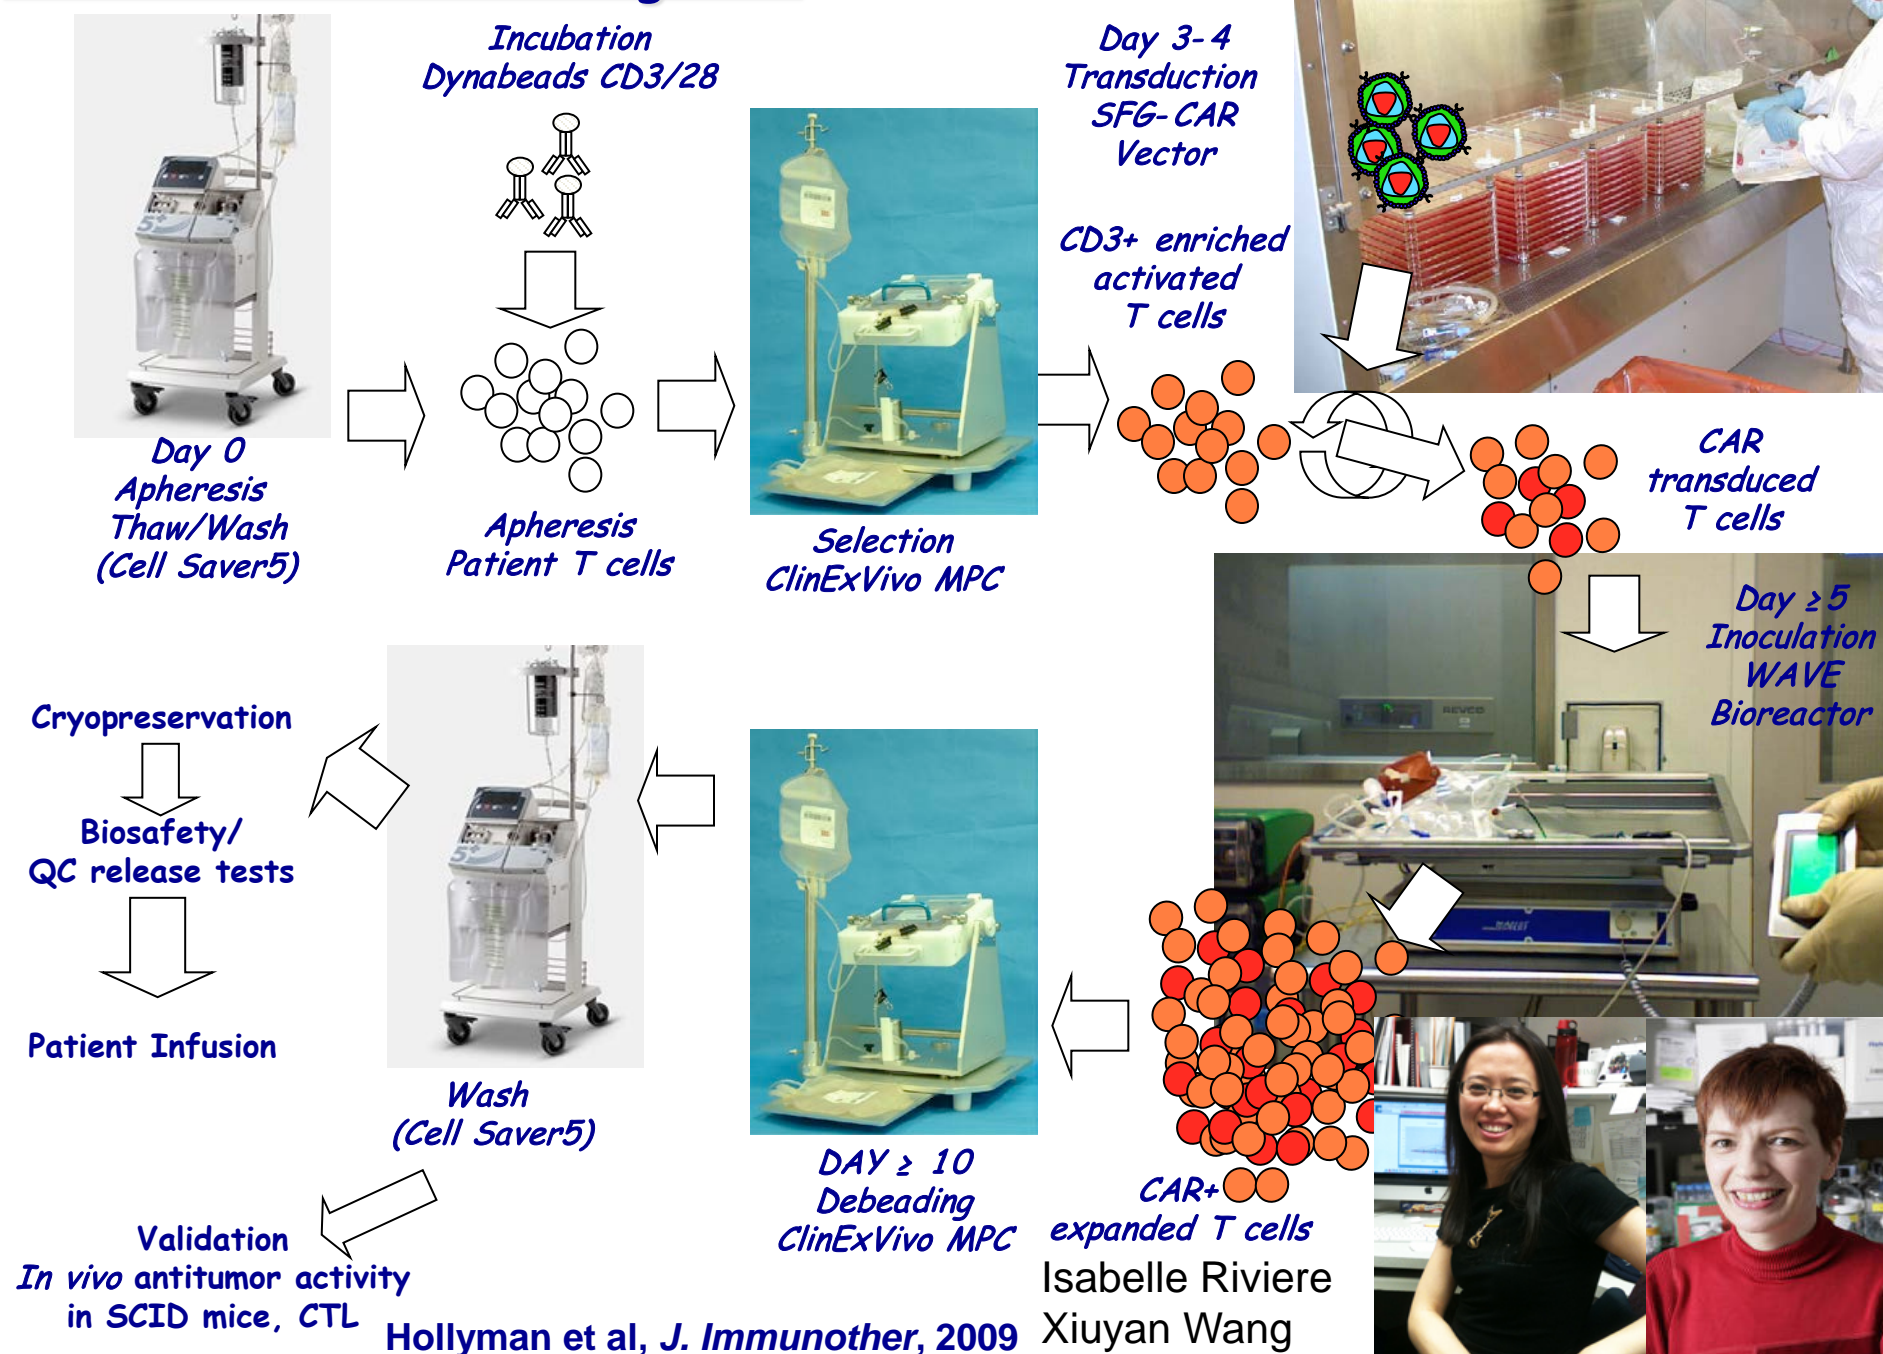 Incubation
Dynabeads CD3/28
Day 3-4
Transduction
SFG-CAR
Vector
CD3+ enriched
activated
T cells
Day 0
Apheresis
Thaw/Wash
(Cell Saver5)
Apheresis
Patient T cells
Selection
ClinExVivo MPC
CAR
transduced
T cells
Day ≥5
Inoculation
WAVE
Bioreactor
REVCO
Cryopreservation
Biosafety/
QC release tests
Patient Infusion
Wash
(Cell Saver5)
DAY ≥ 10
Debeading
ClinExVivo MPC
CAR+
expanded T cells
Validation
In vivo antitumor activity
in SCID mice, CTL
Isabelle Riviere
Xiuyan Wang
Hollyman et al, J. Immunother, 2009